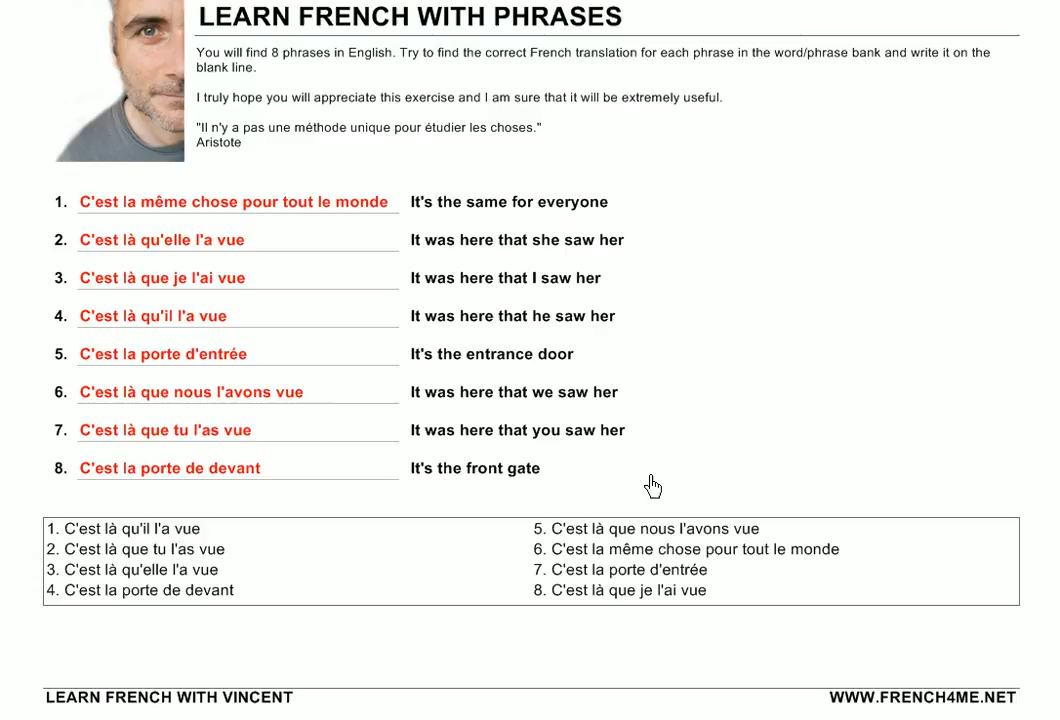 LEARN FRENCH WITH PHRASES
You will find 8 phrases in English. Try to find the correct French translation for each phrase in the word/phrase bank and write it on the
blank line.
I truly hope you will appreciate this exercise and I am sure that it will be extremely useful.
"Il n'y a pas une méthode unique pour étudier les choses."
Aristote
1. C'est la même chose pour tout le monde It's the same for everyone
2. C'est là qu'elle l'a vue It was here that she saw her
3. C'est là que je l'ai vue It was here that I saw her
4. C'est là qu'il l'a vue It was here that he saw her
5. C'est la porte d'entrée It's the entrance door
6. C'est là que nous l'avons vue It was here that we saw her
7. C'est là que tu l'as vue It was here that you saw her
8. C'est la porte de devant It's the front gate
1. C'est là qu'il l'a vue
2. C'est là que tu l'as vue
3. C'est là qu'elle l'a vue
4. C'est la porte de devant
5. C'est là que nous l'avons vue
6. C'est la même chose pour tout le monde
7. C'est la porte d'entrée
8. C'est là que je l'ai vue
LEARN FRENCH WITH VINCENT WWW.FRENCH4ME.NET